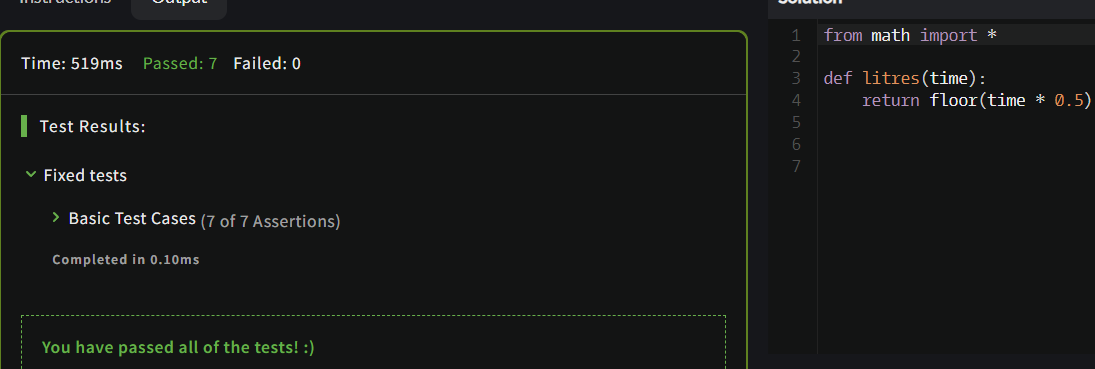 Instructions
Output
Time: 519ms Passed: 7 Failed: 0
Test Results:
Fixed tests
Basic Test Cases (7 of 7 Assertions)
Completed in 0.10ms
You have passed all of the tests! :)
Solution
1 from math import *
2
3 def litres(time):
4     return floor(time * 0.5)
5
6
7